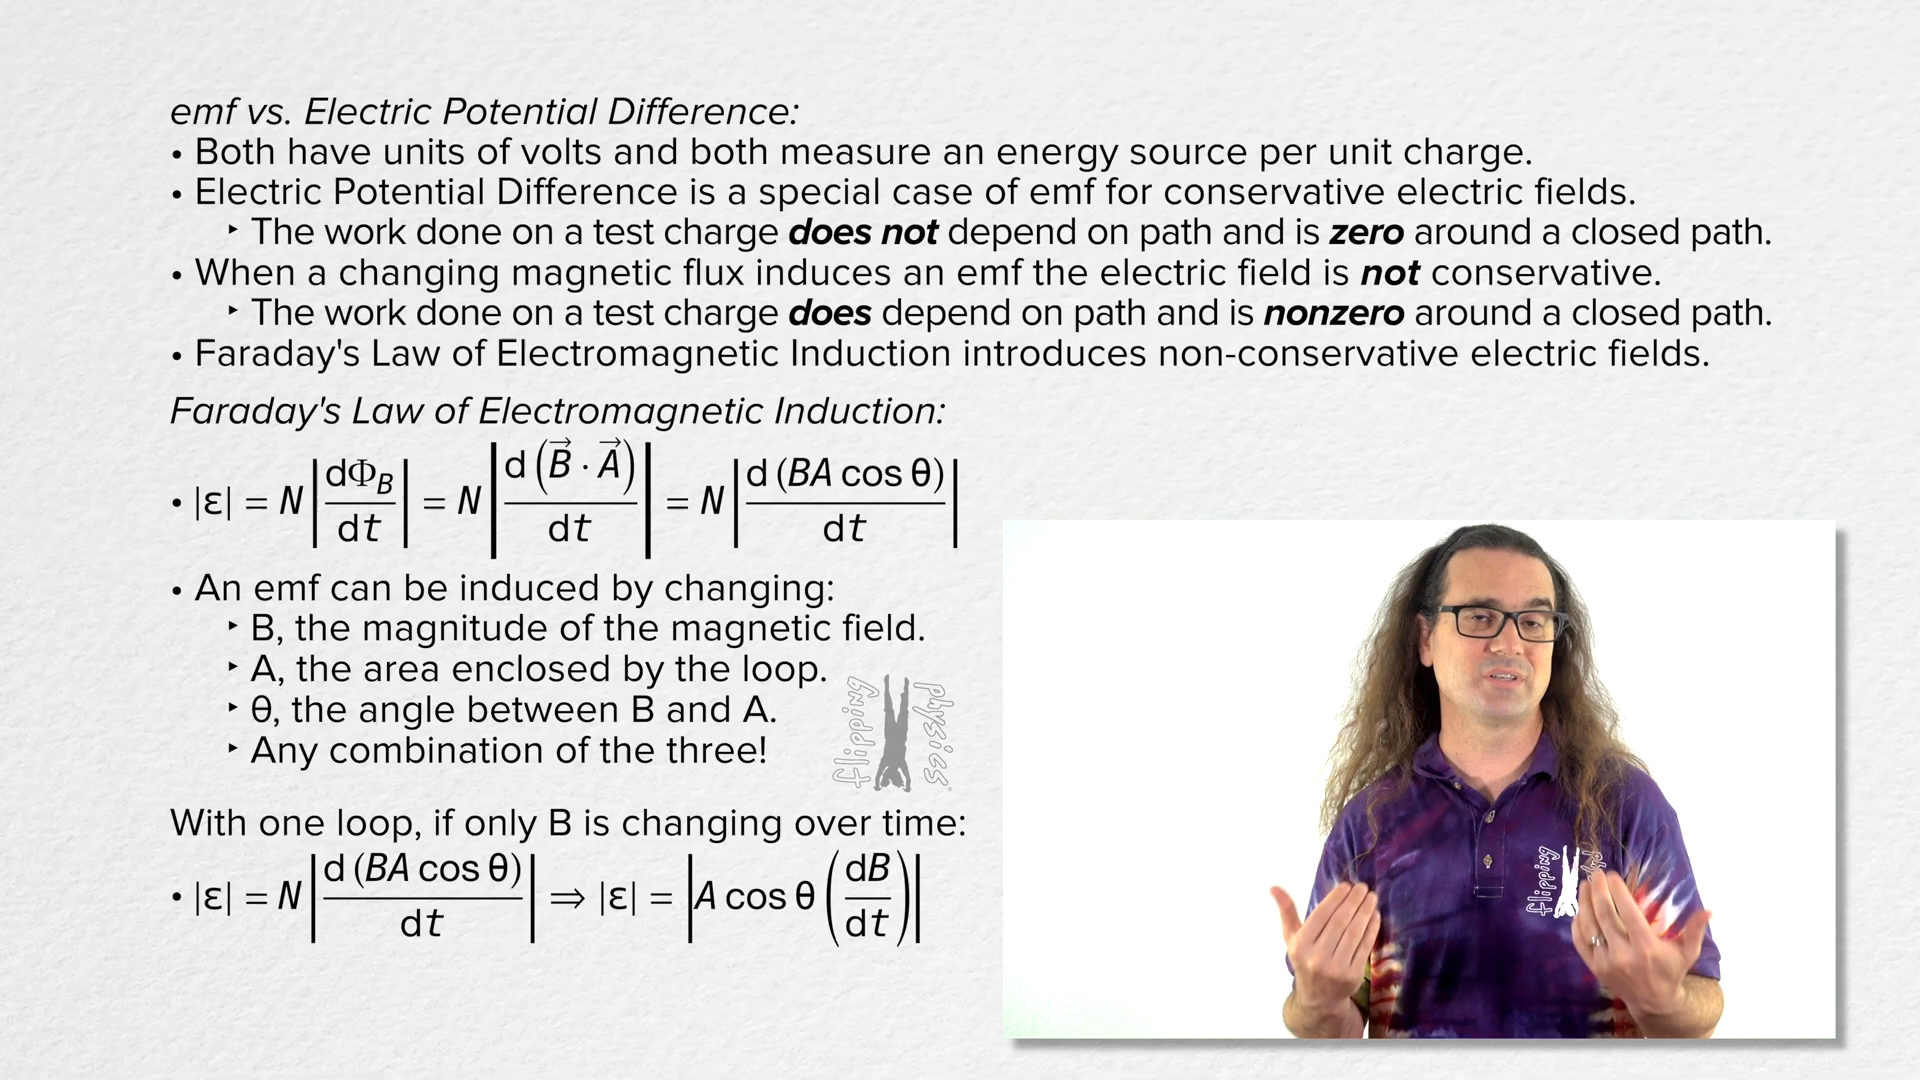 emf vs. Electric Potential Difference:
• Both have units of volts and both measure an energy source per unit charge.
• Electric Potential Difference is a special case of emf for conservative electric fields.
‣ The work done on a test charge does not depend on path and is zero around a closed path.
• When a changing magnetic flux induces an emf the electric field is not conservative.
‣ The work done on a test charge does depend on path and is nonzero around a closed path.
• Faraday's Law of Electromagnetic Induction introduces non-conservative electric fields.
Faraday's Law of Electromagnetic Induction:
• |ε| = N |dΦ_B/dt| = N |d(B⃗ · A⃗)/dt| = N |d(BA cos θ)/dt|
• An emf can be induced by changing:
‣ B, the magnitude of the magnetic field.
‣ A, the area enclosed by the loop.
‣ θ, the angle between B and A.
‣ Any combination of the three!
flipping physics
With one loop, if only B is changing over time:
• |ε| = N |d(BA cos θ)/dt| ⇒ |ε| = |A cos θ (dB/dt)|
flipping